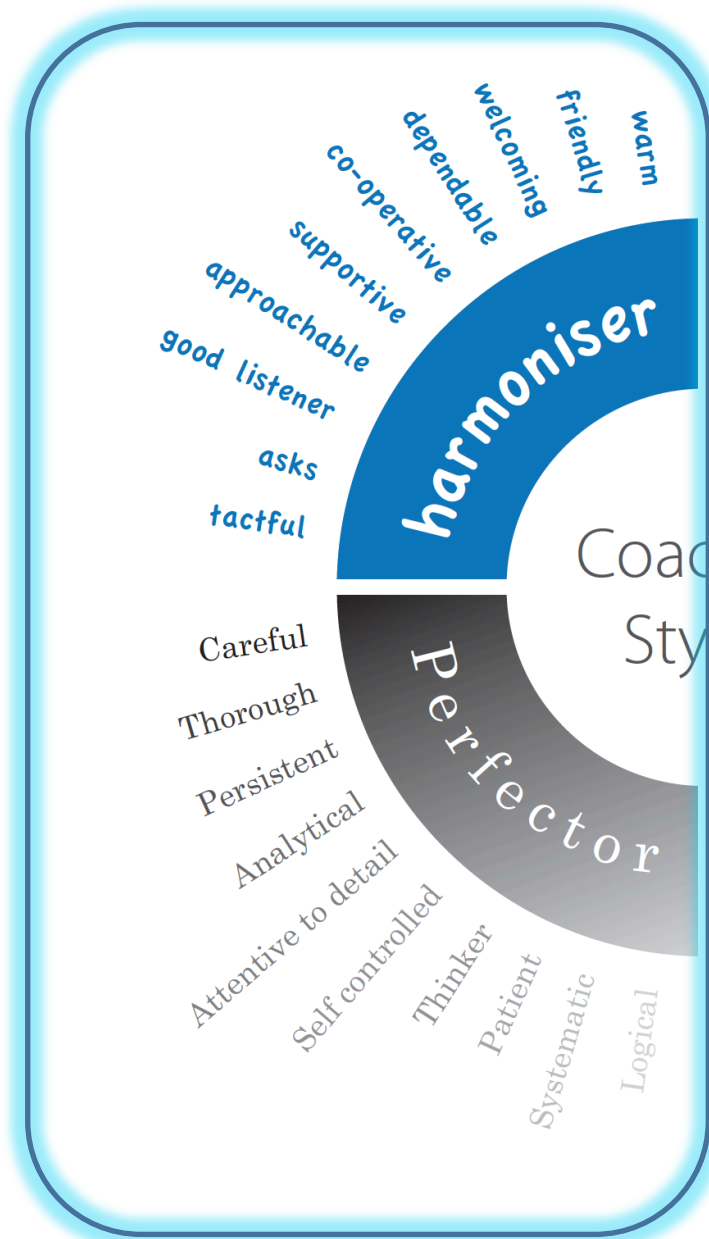 warm
friendly
welcoming
dependable
co-operative
supportive
approachable
good listener
asks
tactful
harmoniser
Coac
Sty
Perfector
Careful
Thorough
Persistent
Analytical
Attentive to detail
Self controlled
Thinker
Patient
Systematic
Logical